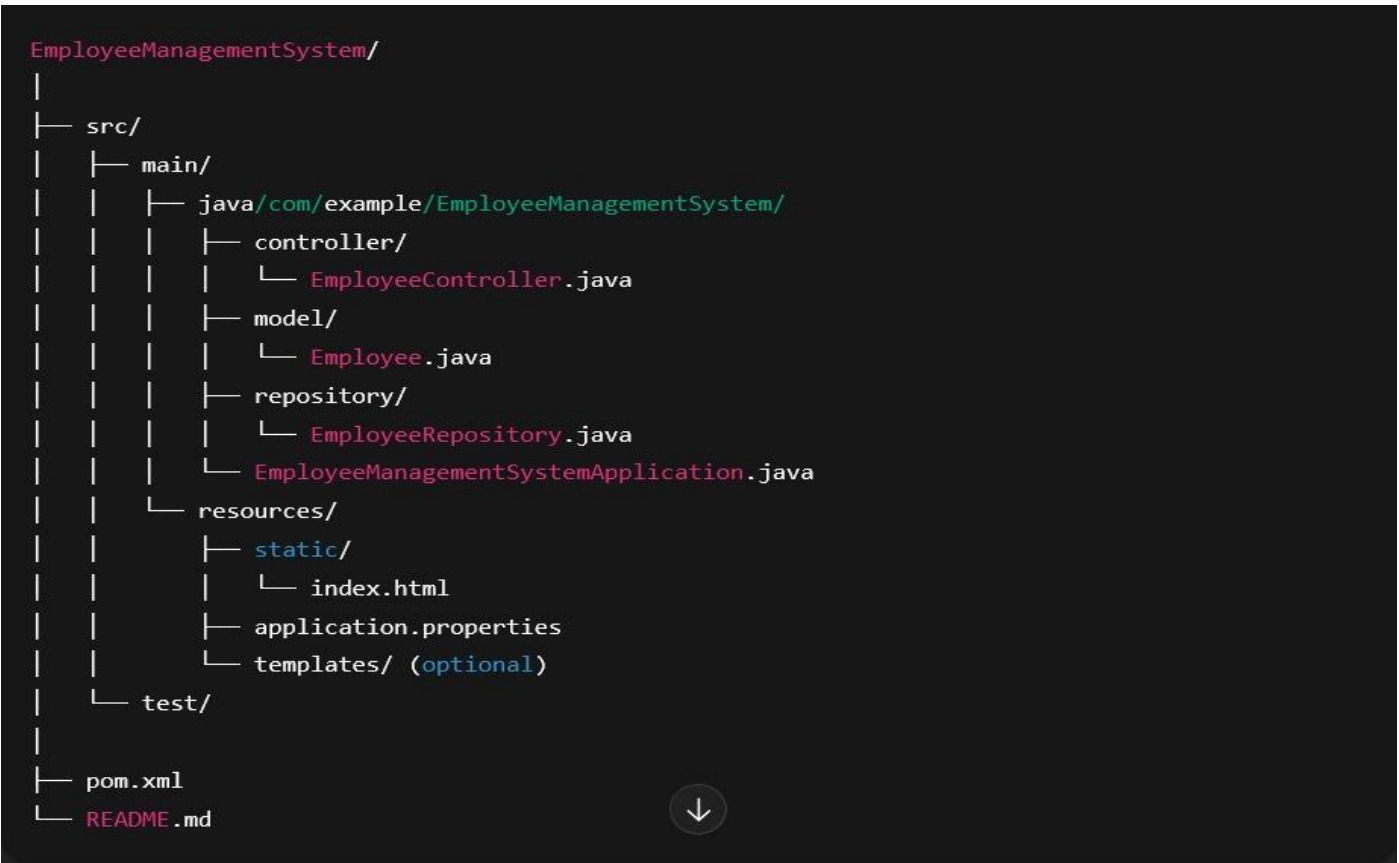 EmployeeManagementSystem/
│
├── src/
│   ├── main/
│   │   ├── java/com/example/EmployeeManagementSystem/
│   │   │   ├── controller/
│   │   │   │   └── EmployeeController.java
│   │   │   ├── model/
│   │   │   │   └── Employee.java
│   │   │   ├── repository/
│   │   │   │   └── EmployeeRepository.java
│   │   │   └── EmployeeManagementSystemApplication.java
│   │   └── resources/
│   │       ├── static/
│   │       │   └── index.html
│   │       ├── application.properties
│   │       └── templates/ (optional)
│   └── test/
│
├── pom.xml
└── README.md